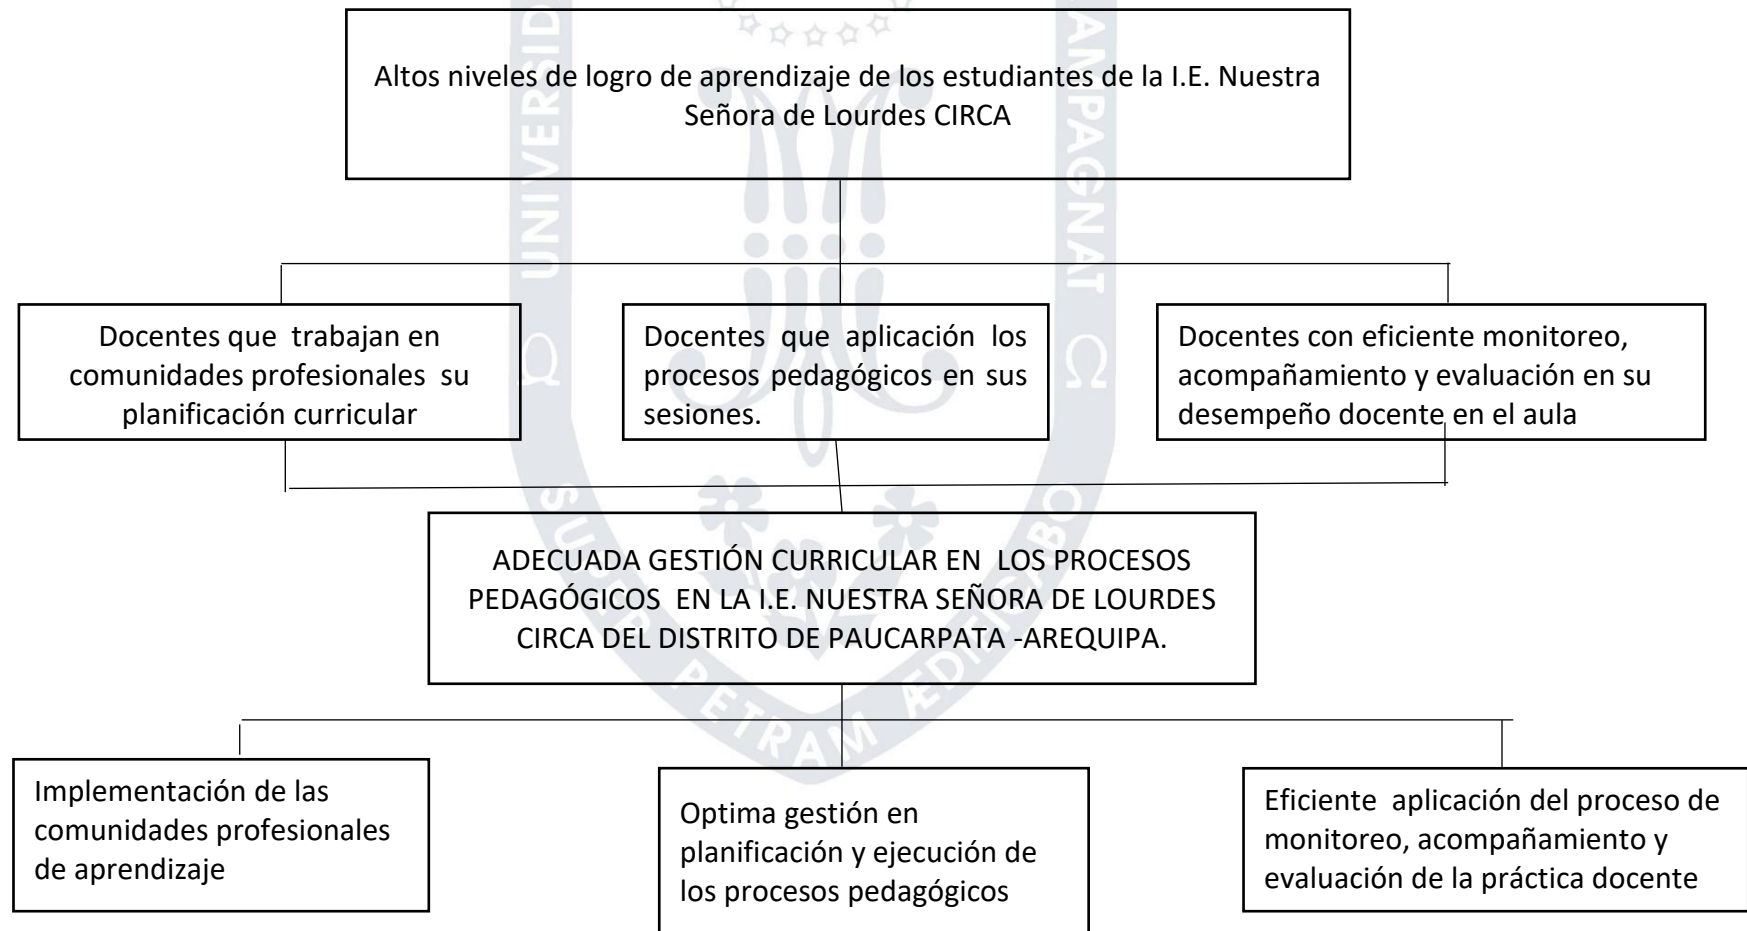 Altos niveles de logro de aprendizaje de los estudiantes de la I.E. Nuestra
Señora de Lourdes CIRCA
Docentes que trabajan en
comunidades profesionales su
planificación curricular
Docentes que aplicación los
procesos pedagógicos en sus
sesiones.
Docentes con eficiente monitoreo,
acompañamiento y evaluación en su
desempeño docente en el aula
ADECUADA GESTIÓN CURRICULAR EN LOS PROCESOS
PEDAGÓGICOS EN LA I.E. NUESTRA SEÑORA DE LOURDES
CIRCA DEL DISTRITO DE PAUCARPATA -AREQUIPA.
Implementación de las
comunidades profesionales
de aprendizaje
Optima gestión en
planificación y ejecución de
los procesos pedagógicos
Eficiente aplicación del proceso de
monitoreo, acompañamiento y
evaluación de la práctica docente
SUPER PETRAM ÆDIFICABO